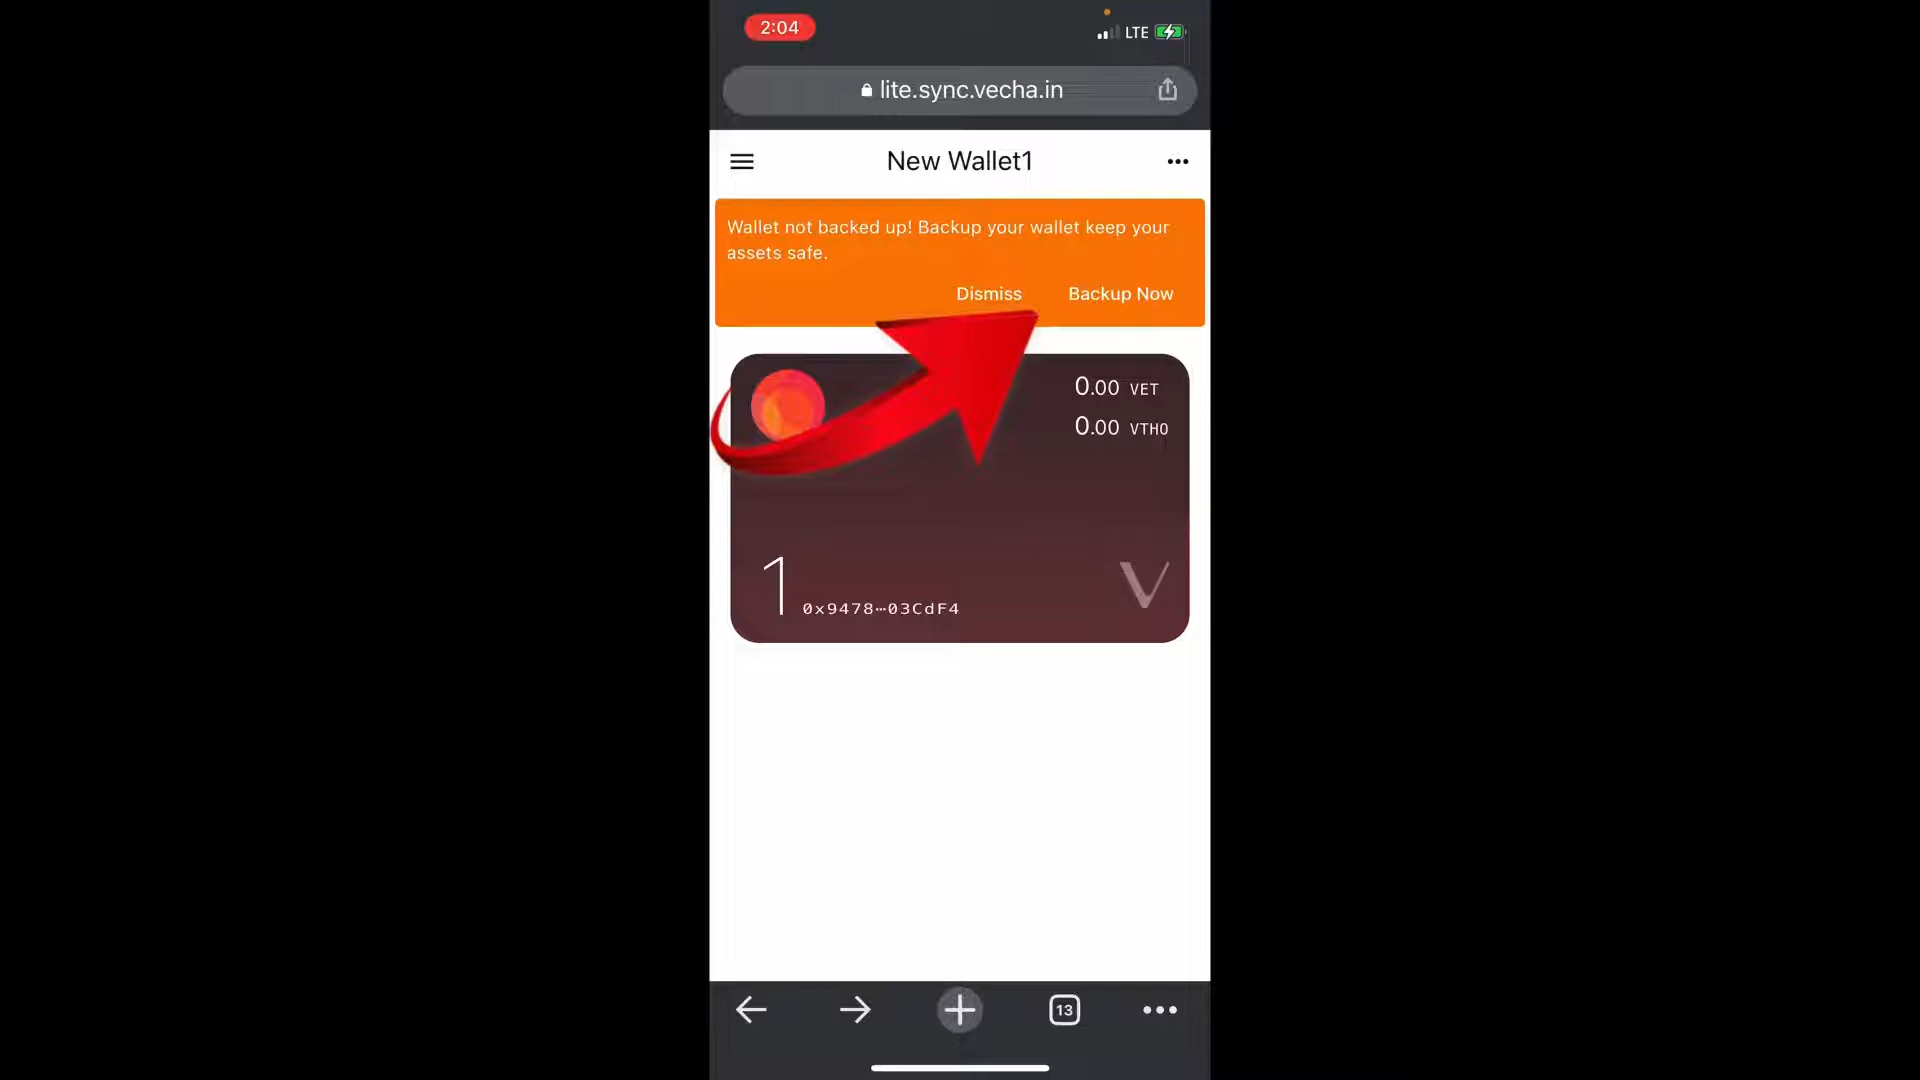 2:04
LTE
lite.sync.vecha.in
New Wallet1
Wallet not backed up! Backup your wallet keep your
assets safe.
Dismiss Backup Now
0.00 VET
0.00 VTHO
1 0x9478⋯03CdF4
13